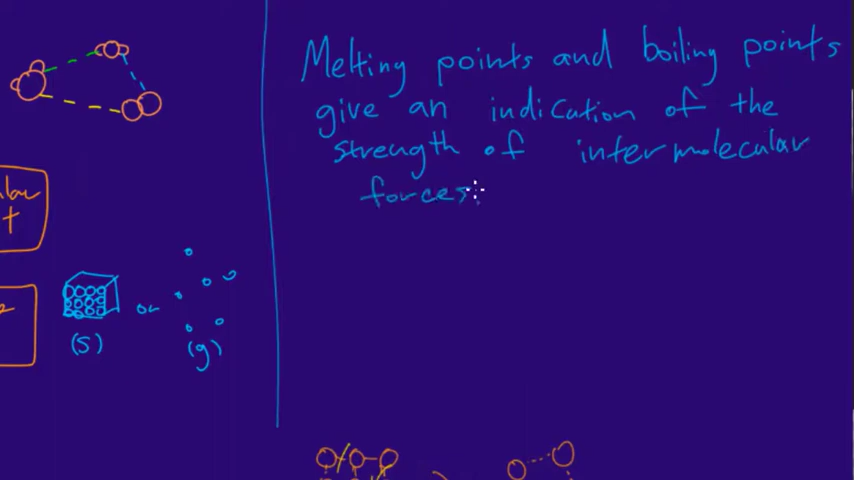 Melting points and boiling points
give an indication of the
strength of intermolecular
forces.
or
(s)
(g)